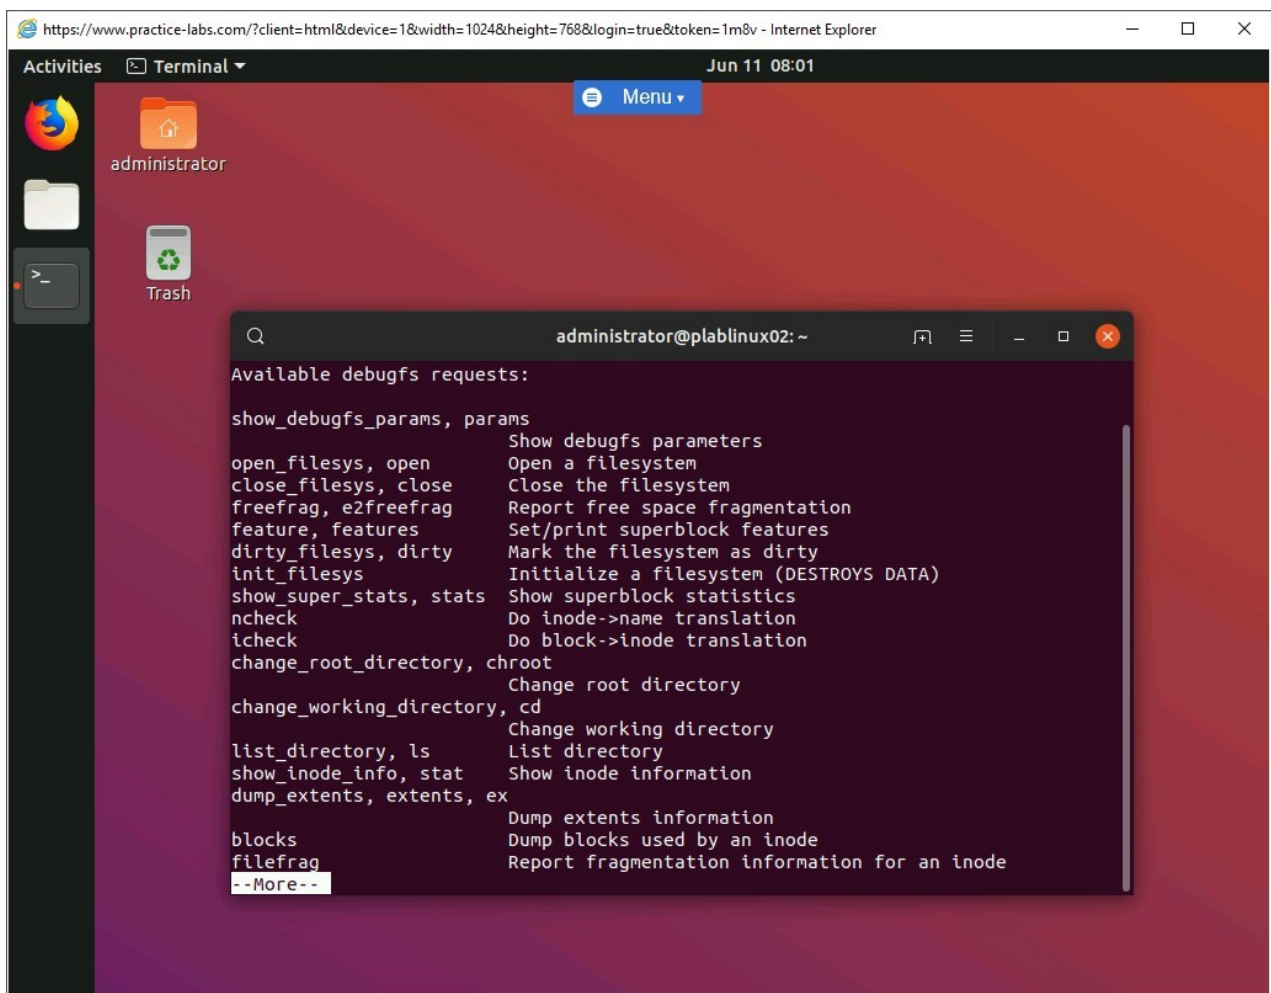 https://www.practice-labs.com/?client=html&device=1&width=1024&height=768&login=true&token=1m8v - Internet Explorer
Activities Terminal Jun 11 08:01
Menu
administrator
>_
Trash
administrator@plablinux02: ~
Available debugfs requests:
show_debugfs_params, params
Show debugfs parameters
open_filesys, open Open a filesystem
close_filesys, close Close the filesystem
freefrag, e2freefrag Report free space fragmentation
feature, features Set/print superblock features
dirty_filesys, dirty Mark the filesystem as dirty
init_filesys Initialize a filesystem (DESTROYS DATA)
show_super_stats, stats Show superblock statistics
ncheck Do inode->name translation
icheck Do block->inode translation
change_root_directory, chroot
Change root directory
change_working_directory, cd
Change working directory
list_directory, ls List directory
show_inode_info, stat Show inode information
dump_extents, extents, ex
Dump extents information
blocks Dump blocks used by an inode
filefrag Report fragmentation information for an inode
--More--